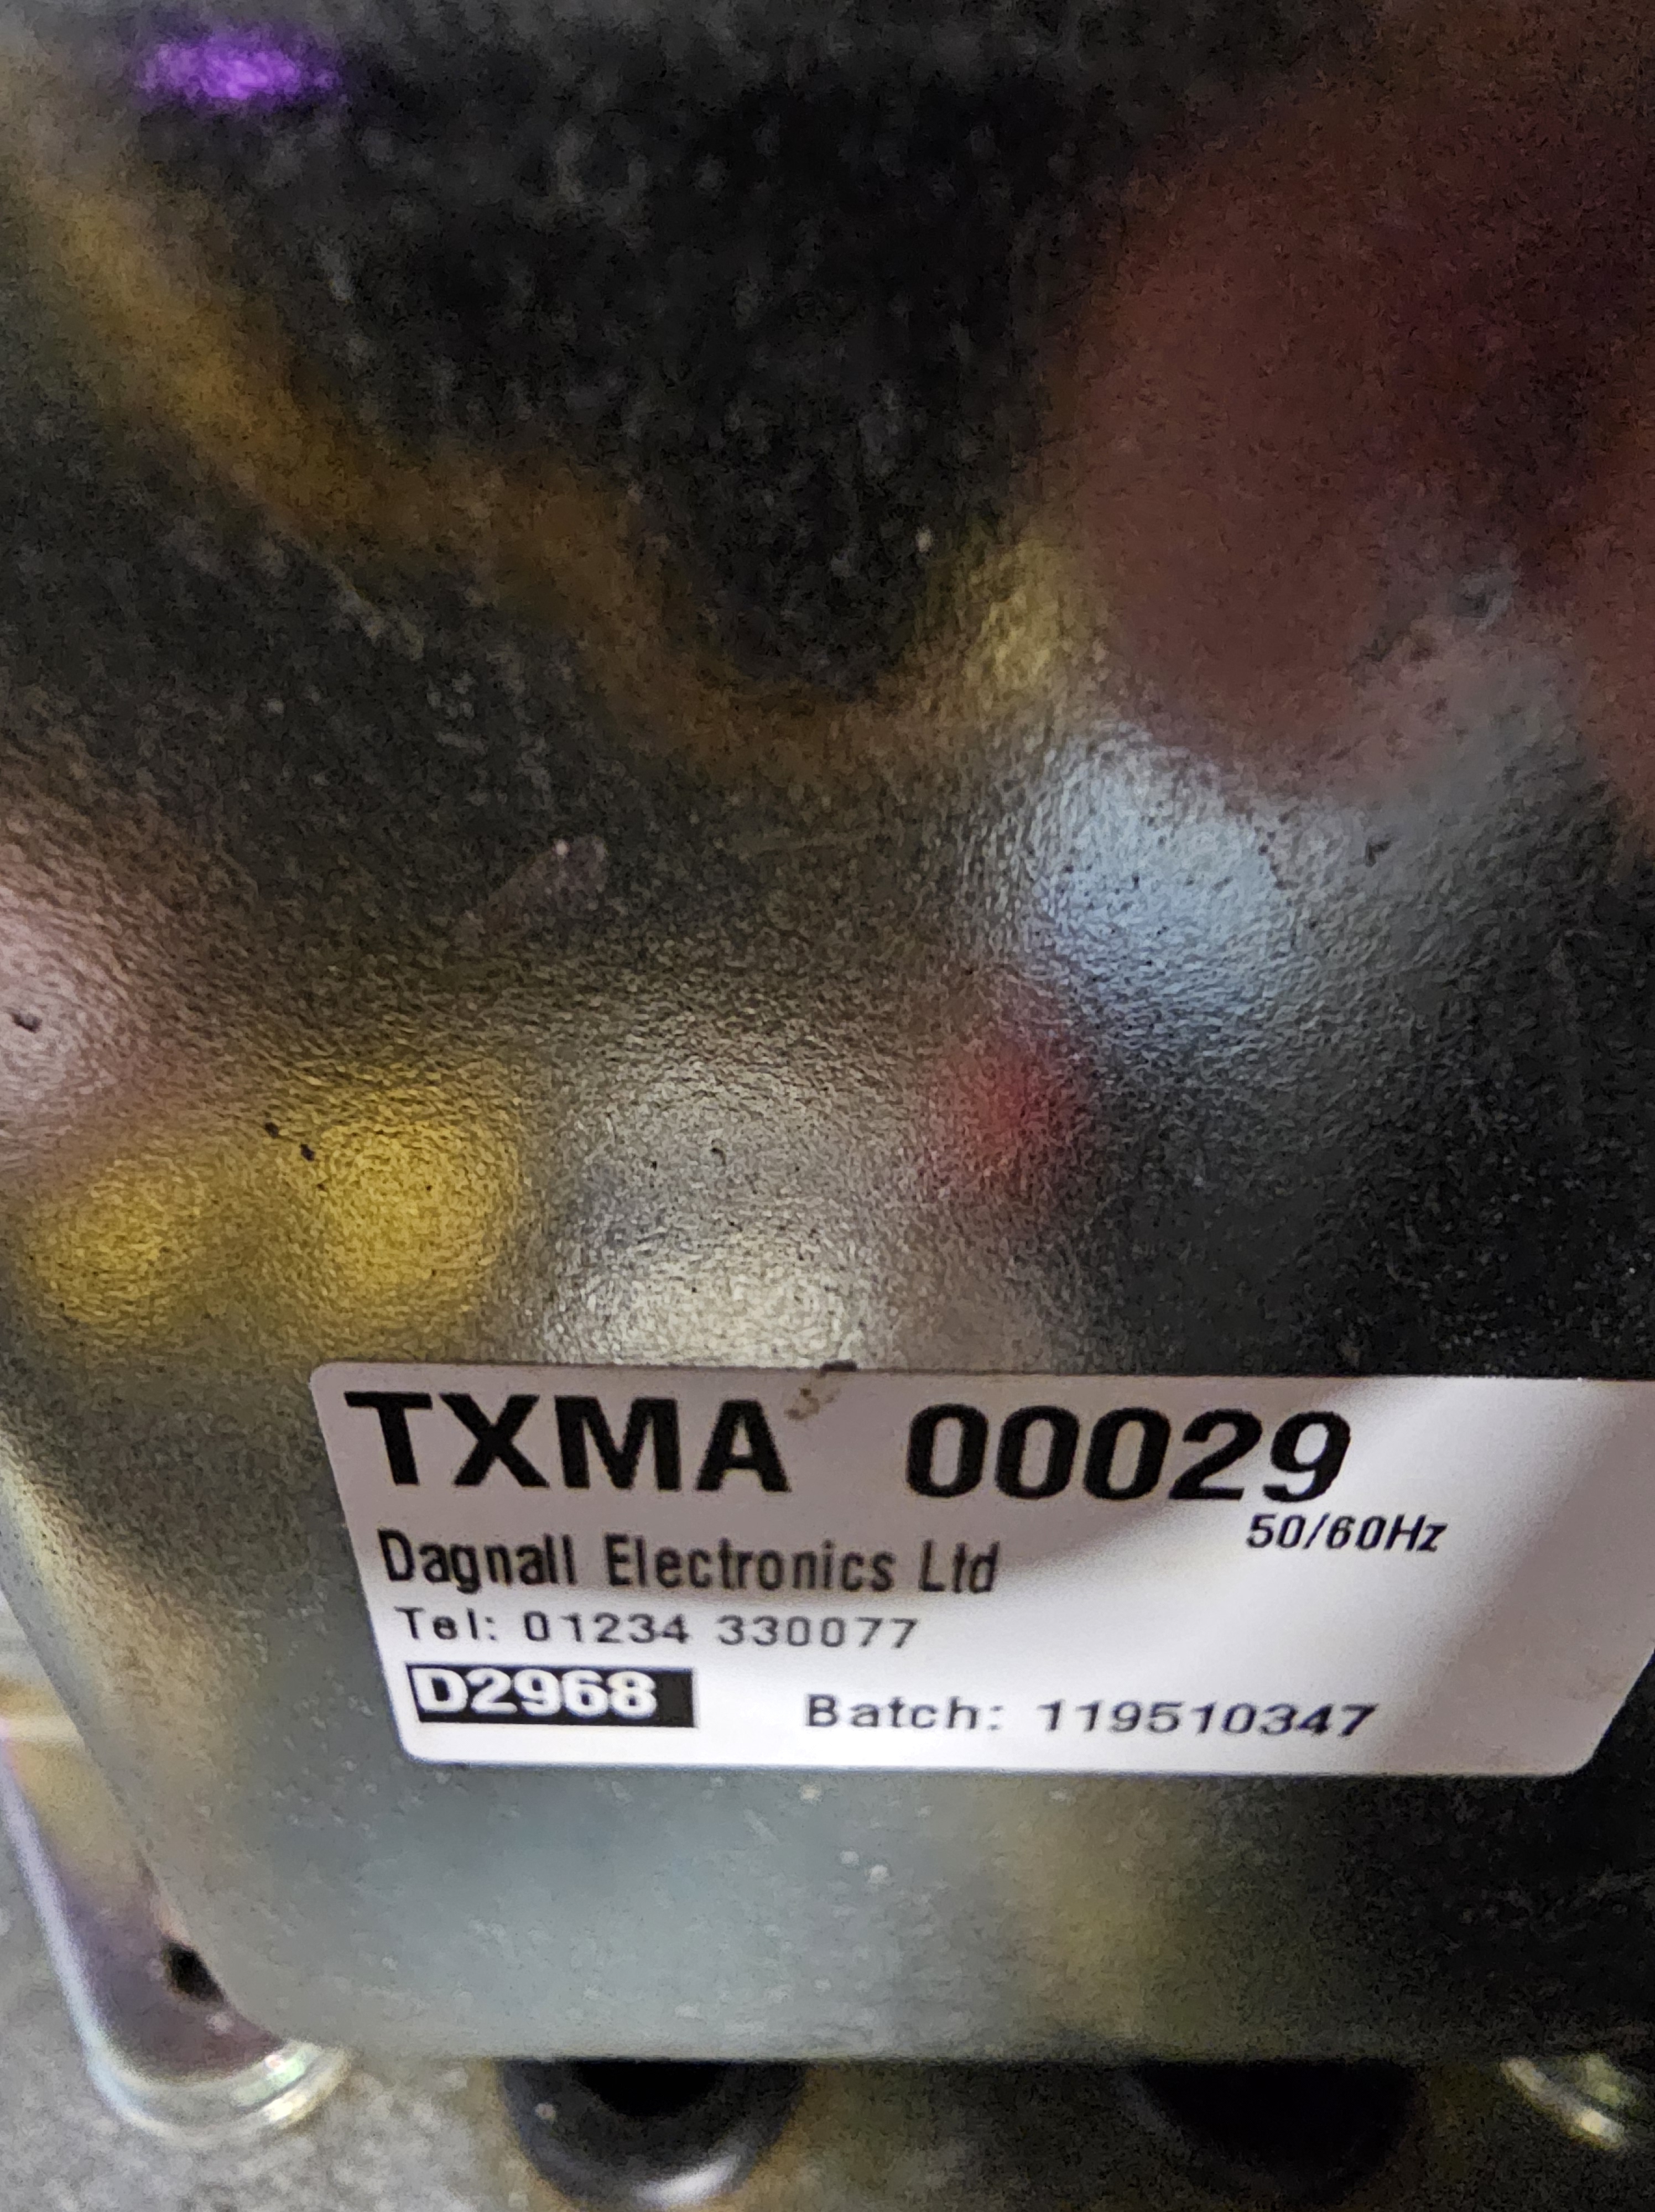 TXMA 00029
50/60Hz
Dagnall Electronics Ltd
Tel: 01234 330077
D2968 Batch: 119510347